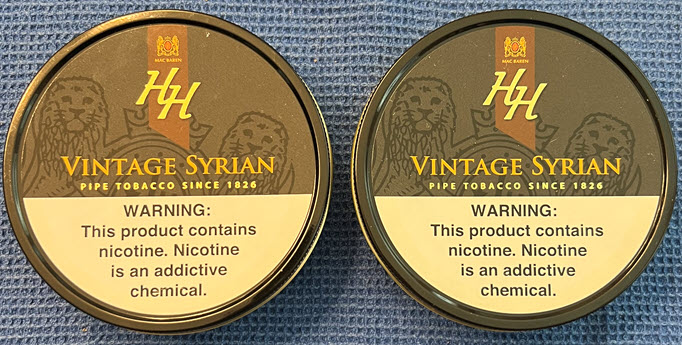 MAC BAREN
HH
VINTAGE SYRIAN
PIPE TOBACCO SINCE 1826
WARNING:
This product contains
nicotine. Nicotine
is an addictive
chemical.
MAC BAREN
HH
VINTAGE SYRIAN
PIPE TOBACCO SINCE 1826
WARNING:
This product contains
nicotine. Nicotine
is an addictive
chemical.